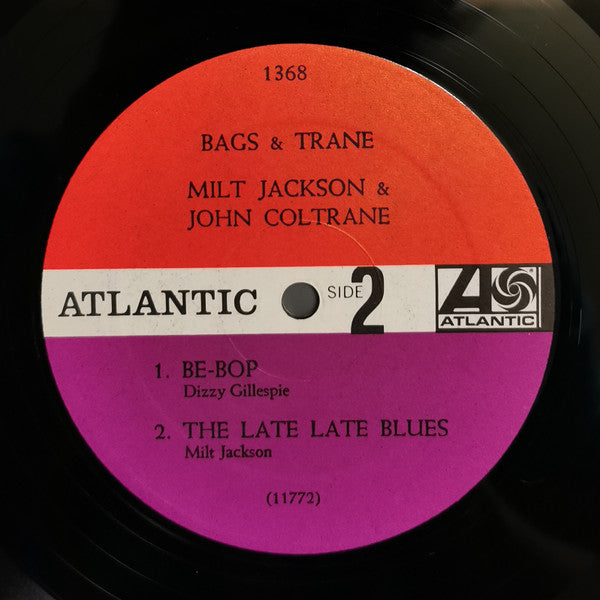 1368
BAGS & TRANE
MILT JACKSON &
JOHN COLTRANE
ATLANTIC
SIDE 2
A
ATLANTIC
1. BE-BOP
Dizzy Gillespie
2. THE LATE LATE BLUES
Milt Jackson
(11772)